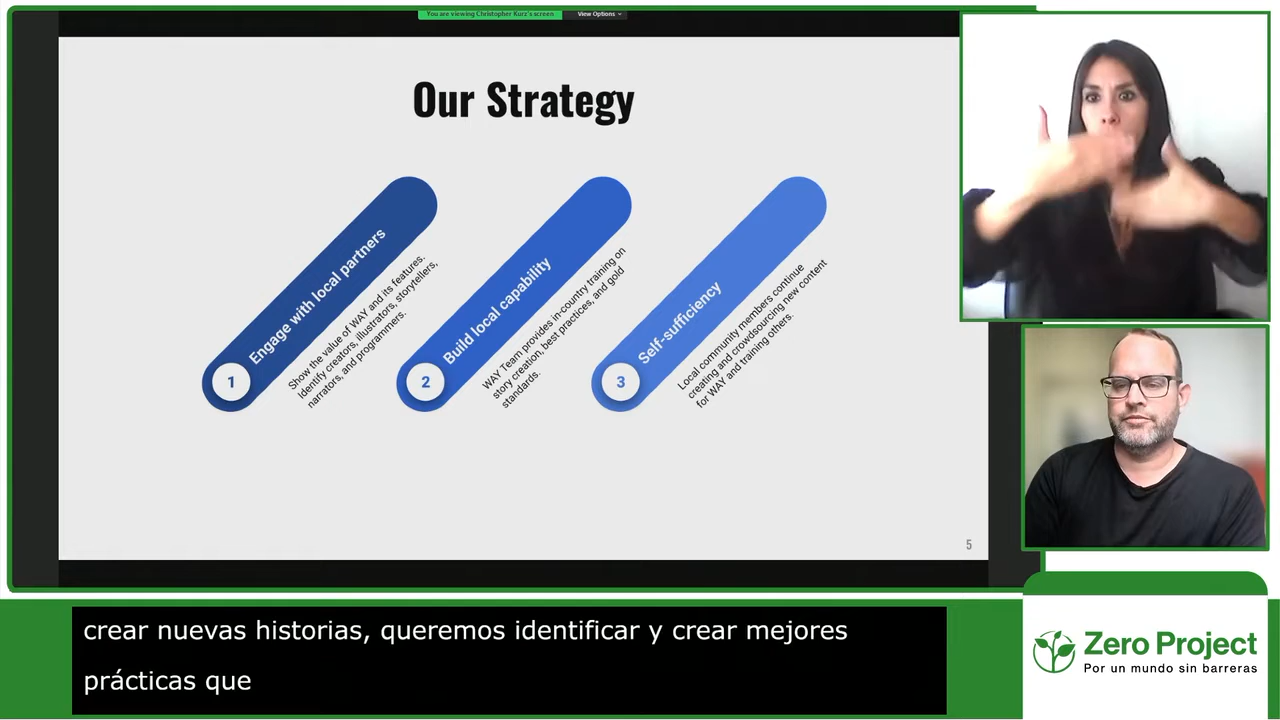 You are viewing Christopher Kurz's screen
View Options
Our Strategy
1
Engage with local partners
Show the value of WAY and its features.
Identify creators, illustrators, storytellers,
narrators, and programmers.
2
Build local capability
WAY Team provides in-country training on
story creation, best practices, and gold
standards.
3
Self-sufficiency
Local community members continue
creating and crowdsourcing new content
for WAY and training others.
5
crear nuevas historias, queremos identificar y crear mejores
prácticas que
Zero Project
Por un mundo sin barreras